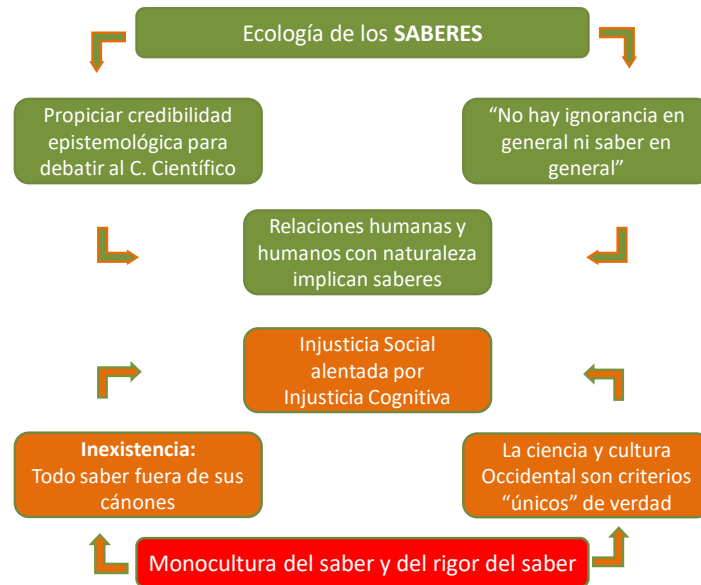 Ecología de los SABERES
Propiciar credibilidad
epistemológica para
debatir al C. Científico
“No hay ignorancia en
general ni saber en
general”
Relaciones humanas y
humanos con naturaleza
implican saberes
Injusticia Social
alentada por
Injusticia Cognitiva
Inexistencia:
Todo saber fuera de sus
cánones
La ciencia y cultura
Occidental son criterios
“únicos” de verdad
Monocultura del saber y del rigor del saber